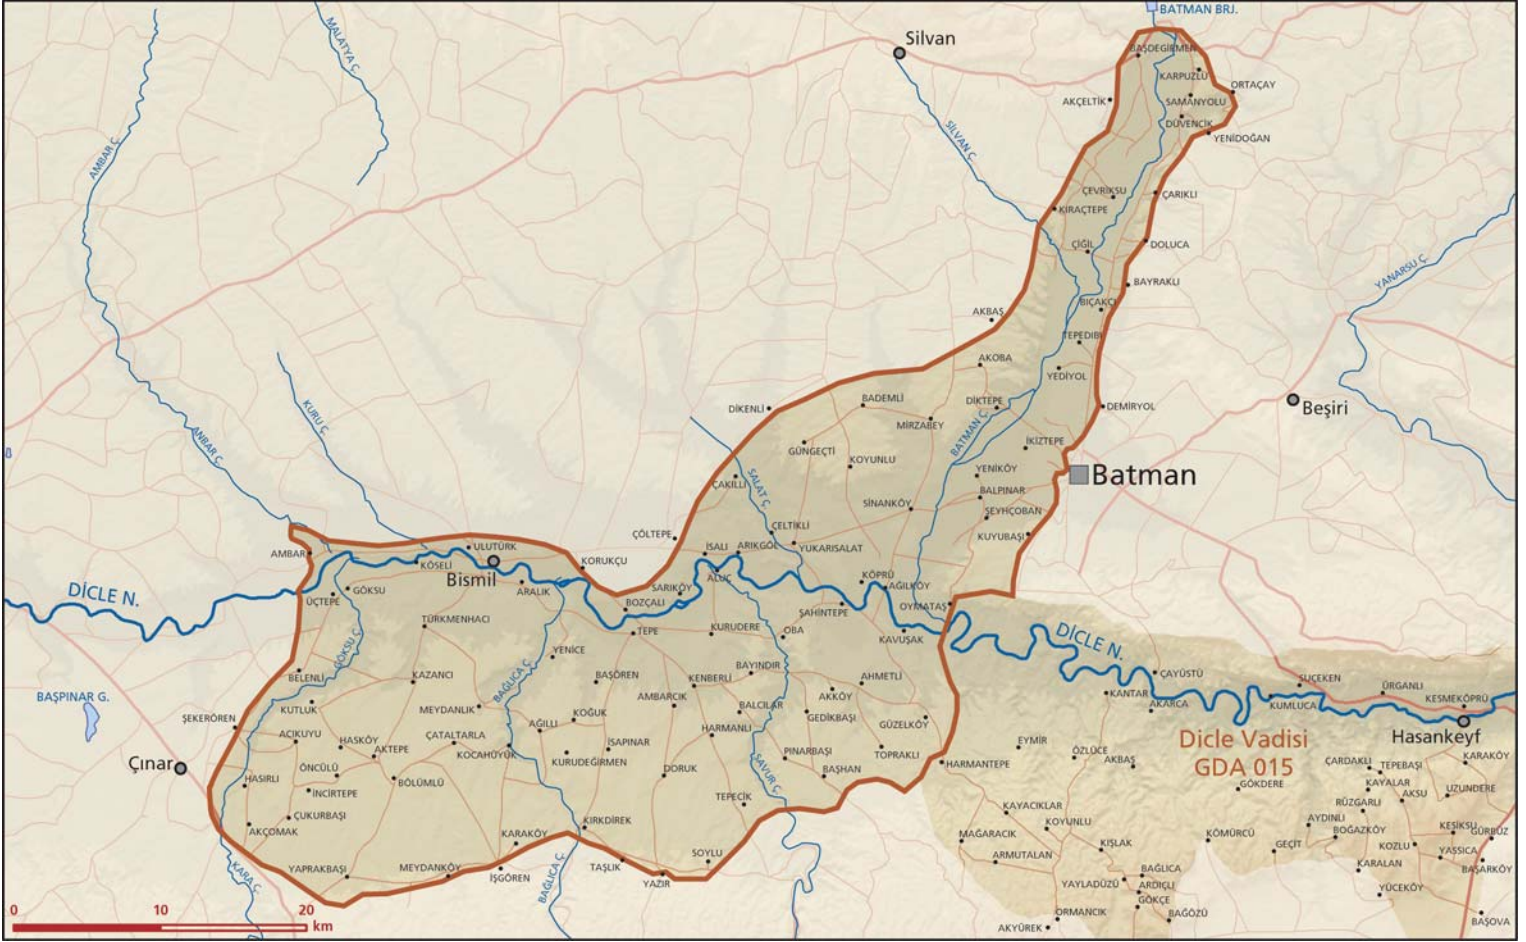 BATMAN BRJ.
MALATYA Ç.
Silvan
BAŞDEĞİRMEN
KARPUZLU
ORTAÇAY
AKÇELTİK
SAMANYOLU
DÜVENCİK
YENİDOĞAN
AMBAR Ç.
SİLVAN Ç.
ÇEVRİKSU
ÇARIKLI
KIRAÇTEPE
ÇİĞİL
DOLUCA
YANARSU Ç.
BAYRAKLI
BIÇAKÇI
AKBAŞ
TEPEDIBI
AKOBA
YEDİYOL
KURU Ç.
DİKENLİ
BADEMLİ
DİKTEPE
DEMİRYOL
Beşiri
MİRZABEY
BATMAN Ç.
ANBAR Ç.
GÜNGEÇTİ
KOYUNLU
İKİZTEPE
YENİKÖY
Batman
ÇAKILLI
SALAT Ç.
BALPINAR
SİNANKÖY
ŞEYHÇOBAN
ÇÖLTEPE
ÇELTİKLİ
KUYUBAŞI
AMBAR
ULUTÜRK
KORUKÇU
İSALI
ARIKGÖL
YUKARISALAT
KÖSELİ
Bismil
ALUÇ
KÖPRÜ
AĞILKÖY
DİCLE N.
GÖKSU
ÜÇTEPE
ARALIK
SARIKÖY
BOZÇALI
ŞAHİNTEPE
OYMATAŞ
TÜRKMENHACI
TEPE
KURUDERE
OBA
KAVUŞAK
DİCLE N.
GÖKSU Ç.
YENİCE
BELENLİ
KAZANCI
BAĞLICA Ç.
BAŞÖREN
KENBERLİ
BAYINDIR
AHMETLİ
ÇAYÜSTÜ
SUÇEKEN
ÜRGANLI
KANTAR
AKARCA
KUMLUCA
KESMEKÖPRÜ
BAŞPINAR G.
KUTLUK
MEYDANLIK
AMBARCIK
BALCILAR
AKKÖY
ŞEKERÖREN
KOĞUK
AĞILLI
GEDİKBAŞI
GÜZELKÖY
Hasankeyf
ACIKUYU
HASKÖY
AKTEPE
ÇATALTARLA
KOCAHÜYÜK
İSAPINAR
HARMANLI
PINARBAŞI
TOPRAKLI
EYMİR
ÖZLÜCE
AKBAŞ
Dicle Vadisi
GDA 015
Çınar
ÖNCÜLÜ
KURUDEĞİRMEN
DORUK
SAVUR Ç.
BAŞHAN
HARMANTEPE
ÇARDAKLI
TEPEBAŞI
KARAKÖY
HASIRLI
İNCİRTEPE
BÖLÜMLÜ
TEPECİK
GÖKDERE
KAYALAR
AKSU
UZUNDERE
RÜZGARLI
KAYACIKLAR
AYDINLI
ÇUKURBAŞI
AKÇOMAK
KARAKÖY
KIRKDİREK
KOYUNLU
MAĞARACIK
KÖMÜRCÜ
BOĞAZKÖY
KESİKSU
GÜRBÜZ
KIŞLAK
GEÇİT
KOZLU
YASSICA
ARMUTALAN
SOYLU
YAPRAKBAŞI
MEYDANKÖY
İŞGÖREN
TAŞLIK
YAZIR
KARA Ç.
BAĞLICA Ç.
BAĞLICA
KARALAN
BAŞARKÖY
YAYLADÜZÜ
ARDIÇLI
YÜCEKÖY
GÖKÇE
ORMANCIK
BAĞÖZÜ
AKYÜREK
BAŞOVA
0 10 20
km